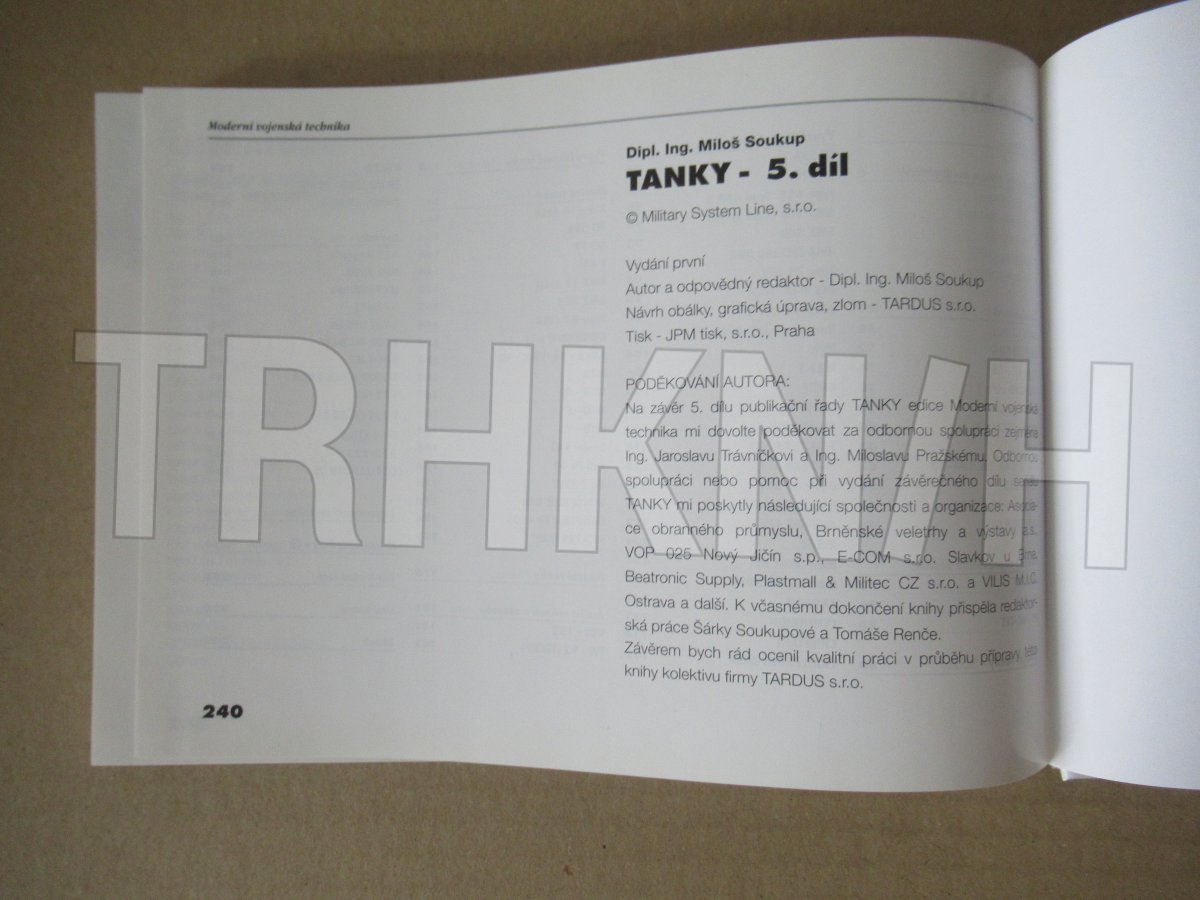 Moderní vojenská technika
Dipl. Ing. Miloš Soukup
TANKY - 5. díl
© Military System Line, s.r.o.
Vydání první
Autor a odpovědný redaktor - Dipl. Ing. Miloš Soukup
Návrh obálky, grafická úprava, zlom - TARDUS s.r.o.
Tisk - JPM tisk, s.r.o., Praha
PODĚKOVÁNÍ AUTORA:
Na závěr 5. dílu publikační řady TANKY edice Moderní vojenská
technika mi dovolte poděkovat za odbornou spolupráci zejména
Ing. Jaroslavu Trávníčkovi a Ing. Miloslavu Pražskému. Odbornou
spolupráci nebo pomoc při vydání závěrečného dílu seriálu
TANKY mi poskytly následující společnosti a organizace: Asocia-
ce obranného průmyslu, Brněnské veletrhy a výstavy a.s.
VOP 025 Nový Jičín s.p., E-COM s.r.o. Slavkov u Brna,
Beatronic Supply, Plastmall & Militec CZ s.r.o. a VILIS M.I.C.
Ostrava a další. K včasnému dokončení knihy přispěla redaktor-
ská práce Šárky Soukupové a Tomáše Renče.
Závěrem bych rád ocenil kvalitní práci v průběhu přípravy této
knihy kolektivu firmy TARDUS s.r.o.
240
TRHKNIH